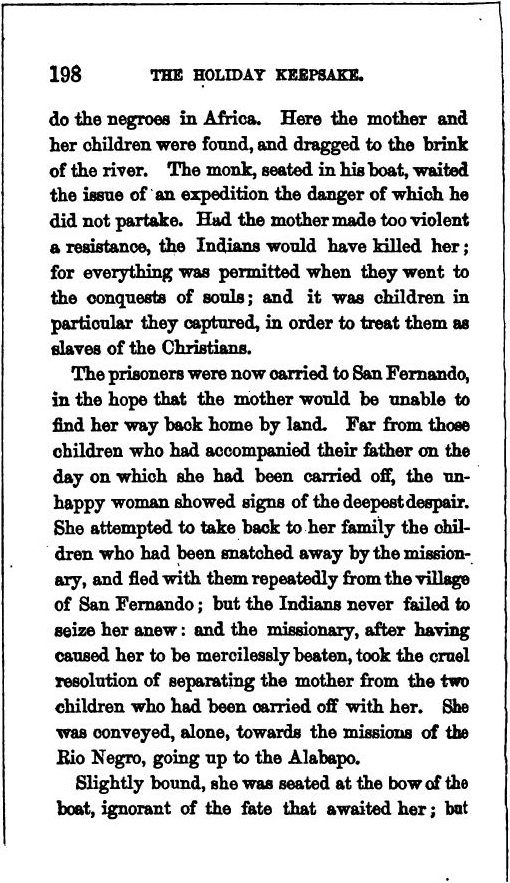 198 THE HOLIDAY KEEPSAKE.
do the negroes in Africa. Here the mother and
her children were found, and dragged to the brink
of the river. The monk, seated in his boat, waited
the issue of an expedition the danger of which he
did not partake. Had the mother made too violent
a resistance, the Indians would have killed her;
for everything was permitted when they went to
the conquests of souls; and it was children in
particular they captured, in order to treat them as
slaves of the Christians.
The prisoners were now carried to San Fernando,
in the hope that the mother would be unable to
find her way back home by land. Far from those
children who had accompanied their father on the
day on which she had been carried off, the un-
happy woman showed signs of the deepest despair.
She attempted to take back to her family the chil-
dren who had been snatched away by the mission-
ary, and fled with them repeatedly from the village
of San Fernando; but the Indians never failed to
seize her anew: and the missionary, after having
caused her to be mercilessly beaten, took the cruel
resolution of separating the mother from the two
children who had been carried off with her. She
was conveyed, alone, towards the missions of the
Rio Negro, going up to the Alabapo.
Slightly bound, she was seated at the bow of the
boat, ignorant of the fate that awaited her; but